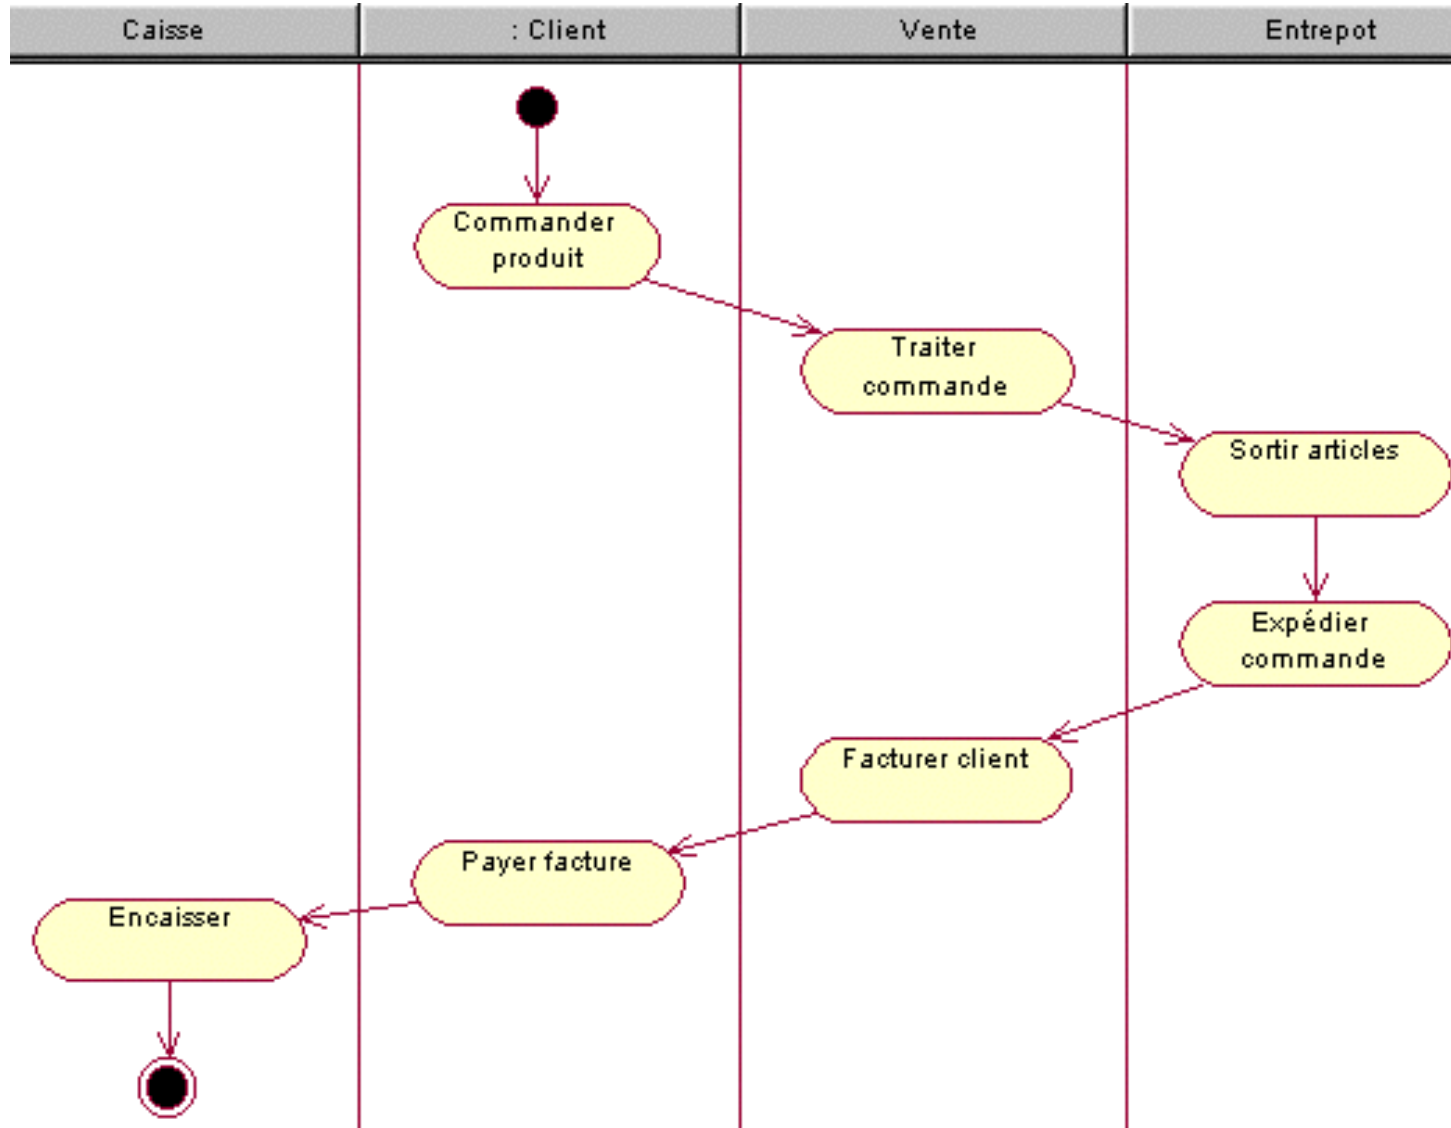 Caisse
: Client
Vente
Entrepot
Commander
produit
Traiter
commande
Sortir articles
Expédier
commande
Facturer client
Payer facture
Encaisser